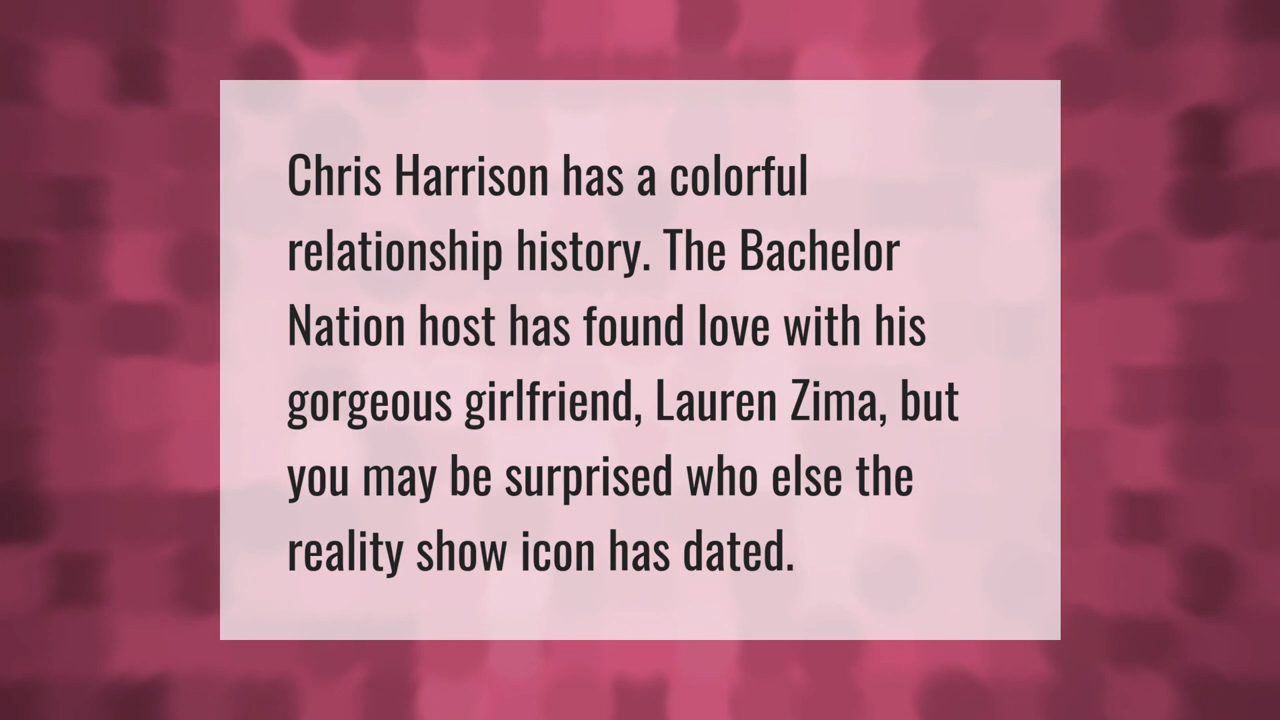 Chris Harrison has a colorful
relationship history. The Bachelor
Nation host has found love with his
gorgeous girlfriend, Lauren Zima, but
you may be surprised who else the
reality show icon has dated.